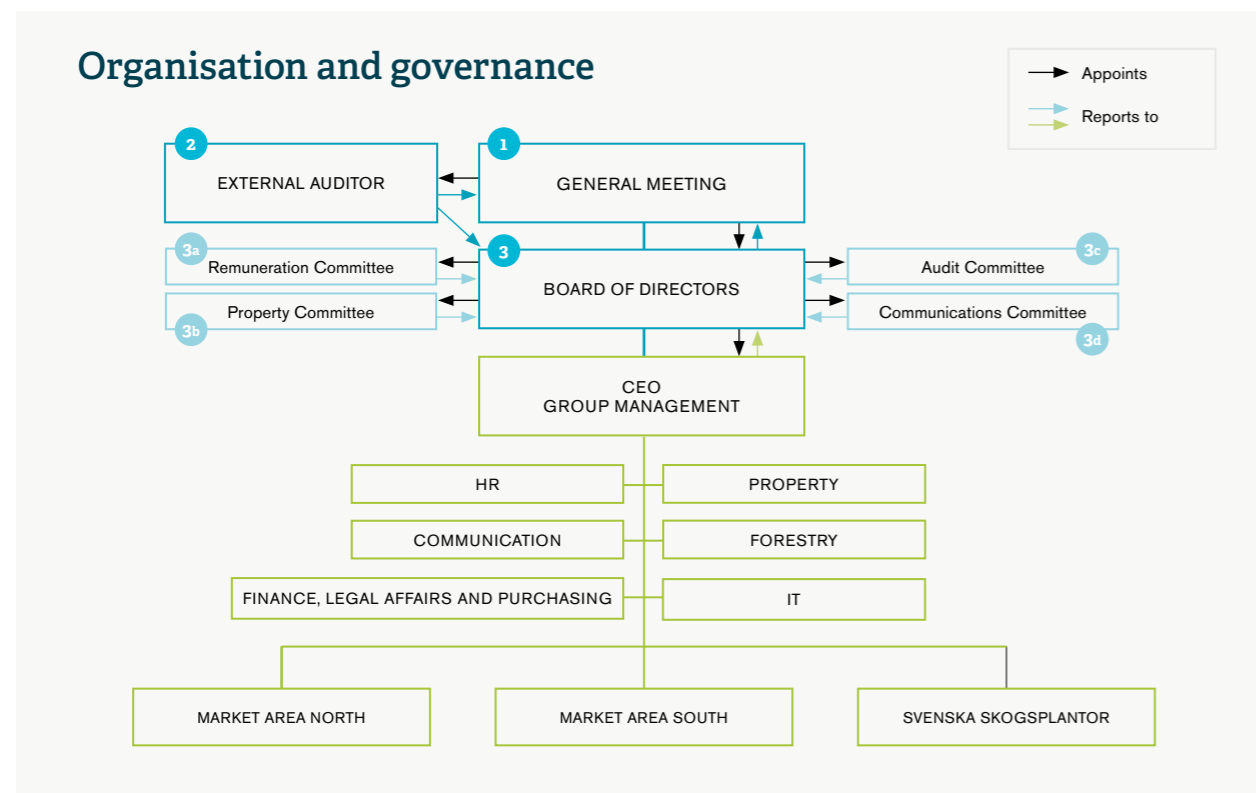 Organisation and governance
Appoints
Reports to
2
EXTERNAL AUDITOR
1
GENERAL MEETING
3a
Remuneration Committee
3
BOARD OF DIRECTORS
3c
Audit Committee
Property Committee
3b
Communications Committee
3d
CEO
GROUP MANAGEMENT
HR
PROPERTY
COMMUNICATION
FORESTRY
FINANCE, LEGAL AFFAIRS AND PURCHASING
IT
MARKET AREA NORTH
MARKET AREA SOUTH
SVENSKA SKOGSPLANTOR